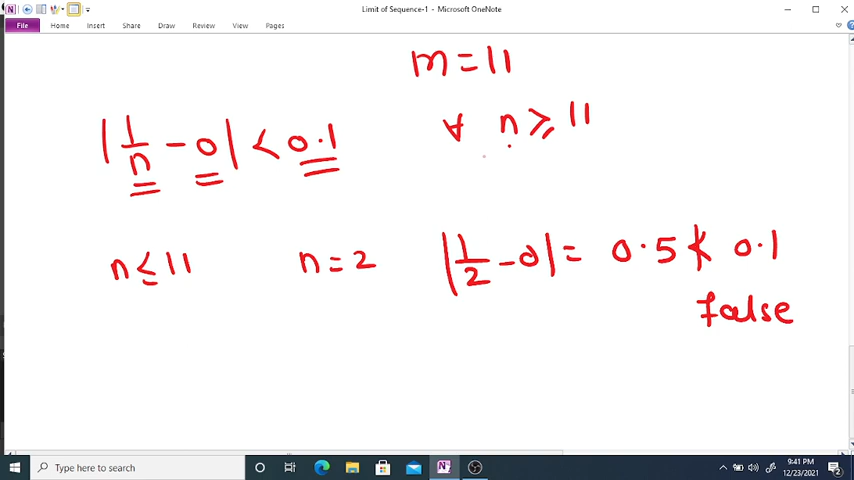 Limit of Sequence-1 - Microsoft OneNote
File Home Insert Share Draw Review View Pages
m = 11
|1/n - 0| < 0.1 ∀ n ≥ 11
n ≤ 11 n = 2 |1/2 - 0| = 0.5 ≮ 0.1
false
Type here to search
9:41 PM
12/23/2021
2